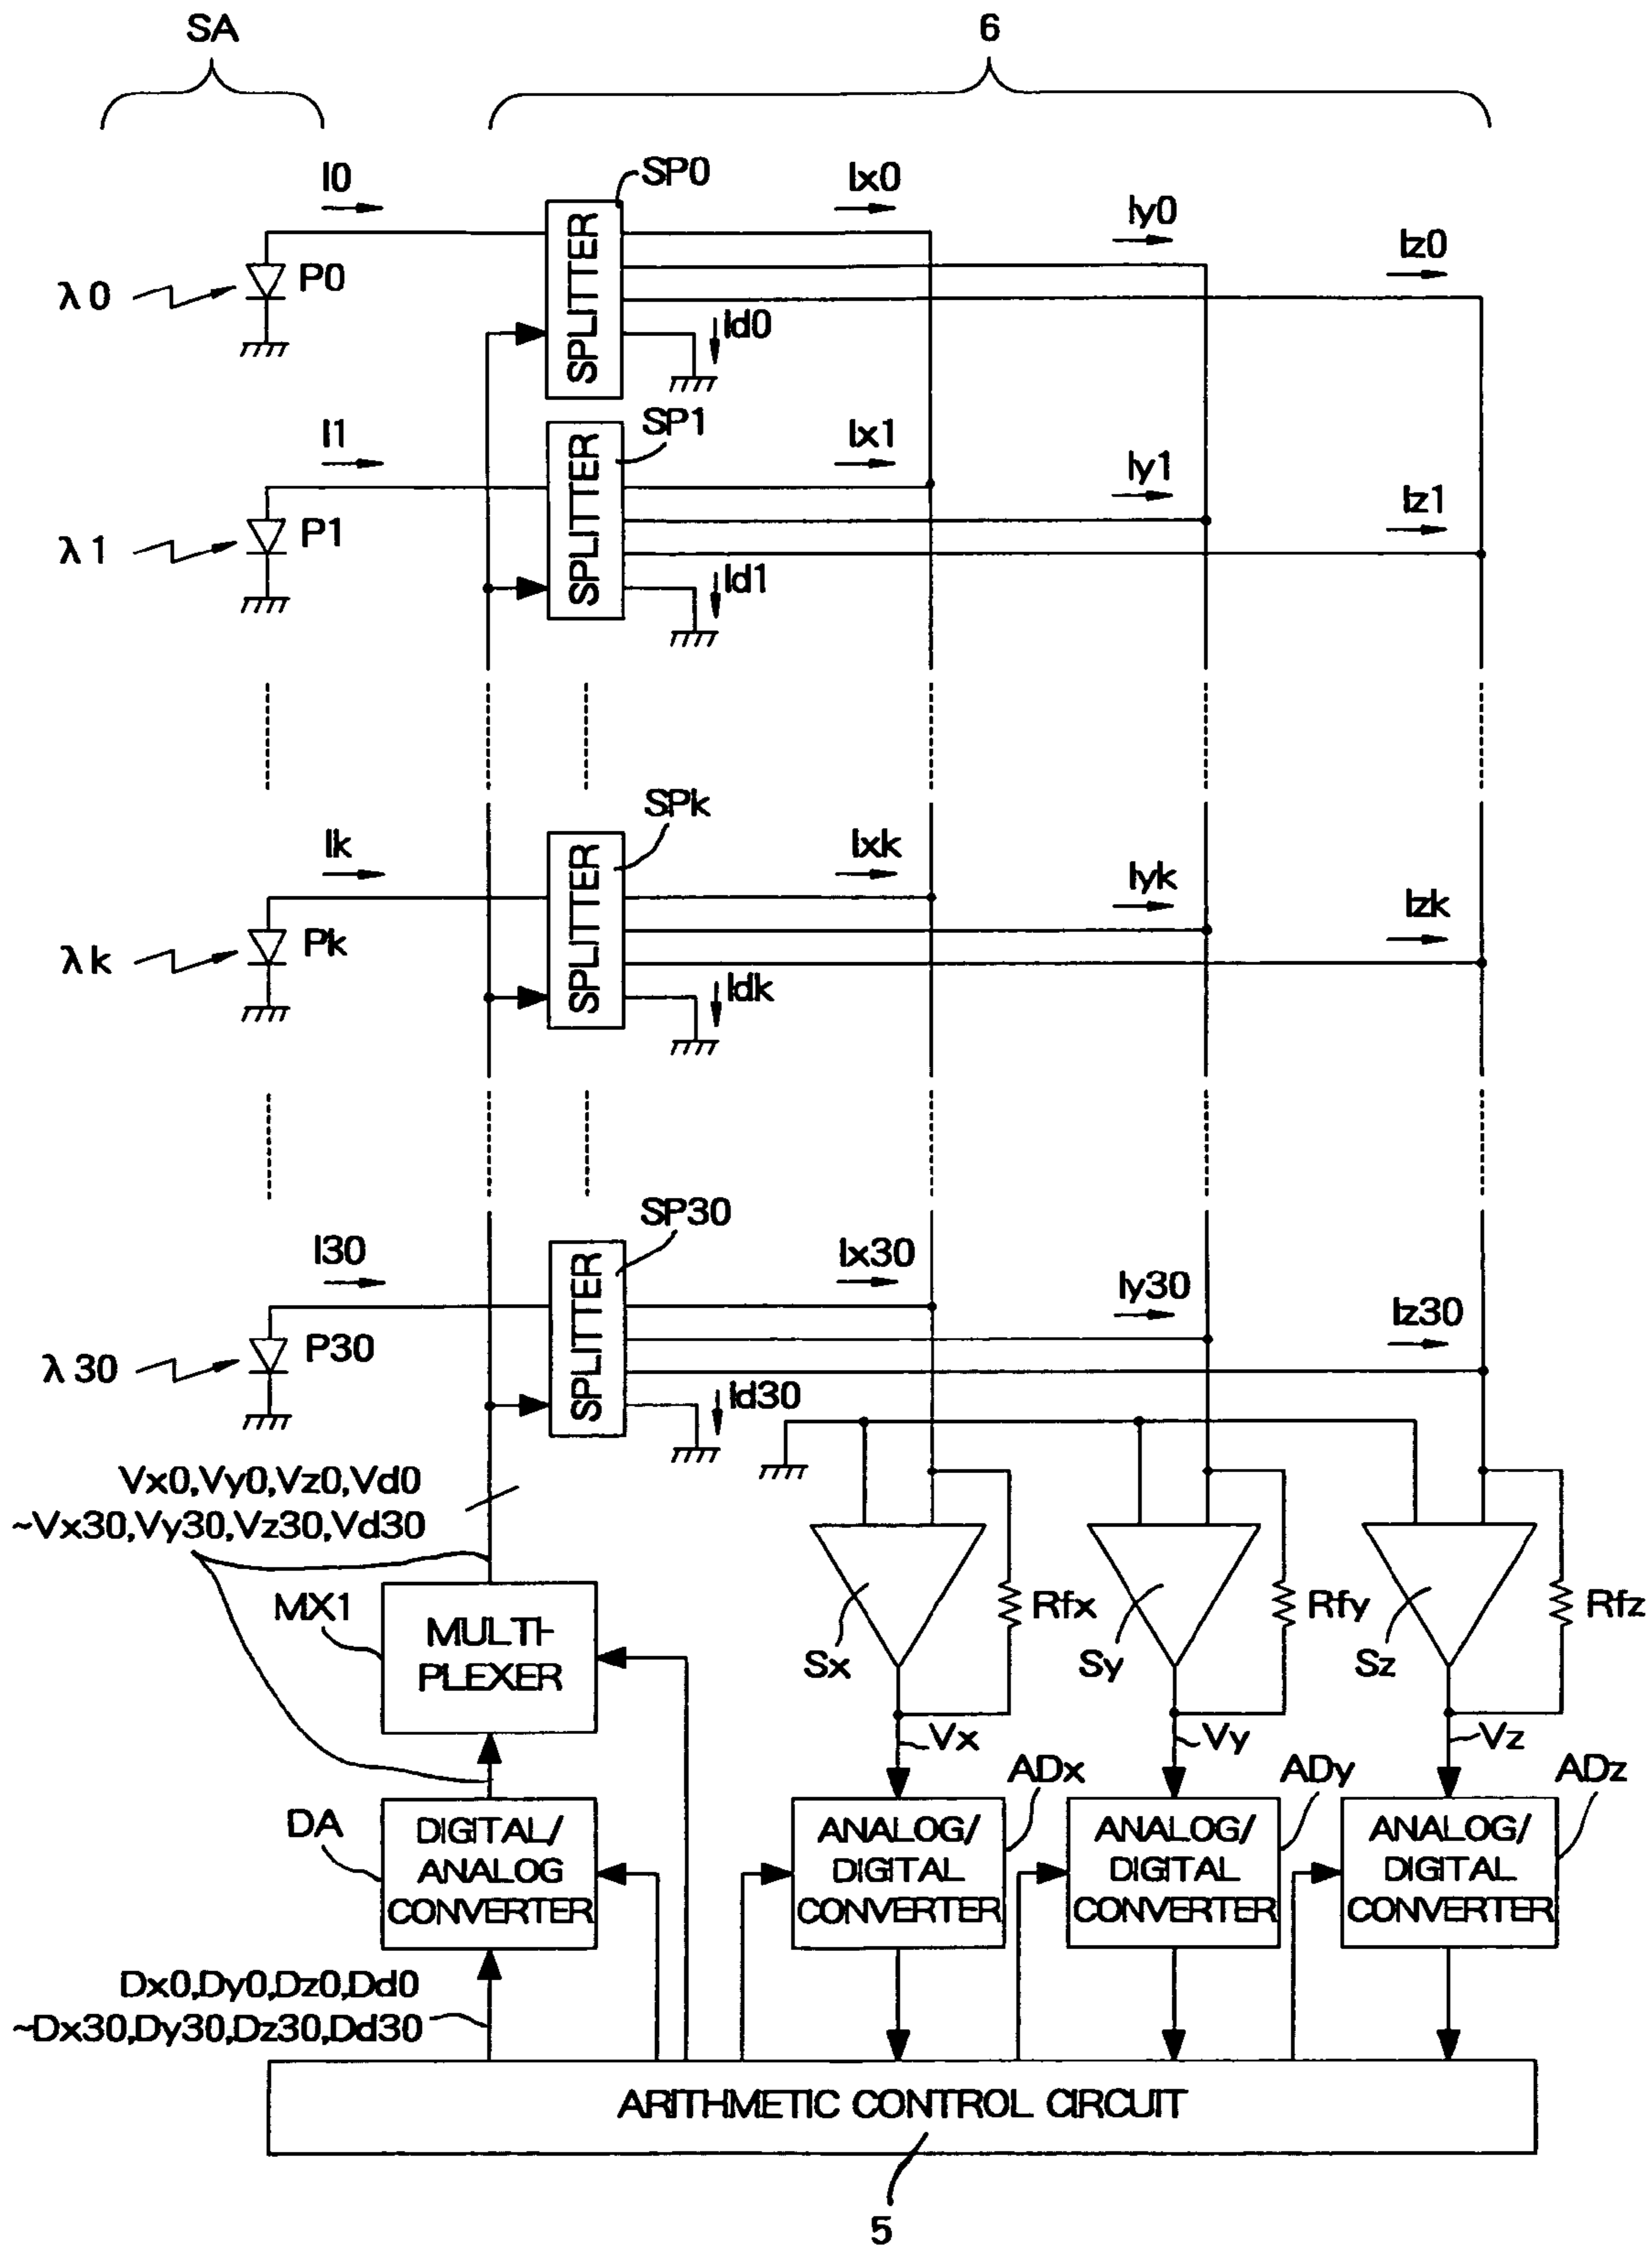 SA
6
I0
SP0
Ix0
Iy0
Iz0
λ0
P0
SPLITTER
Id0
I1
SP1
Ix1
Iy1
Iz1
λ1
P1
SPLITTER
Id1
Ik
SPk
Ixk
Iyk
Izk
λk
Pk
SPLITTER
Idk
I30
SP30
Ix30
Iy30
Iz30
λ30
P30
SPLITTER
Id30
Vx0,Vy0,Vz0,Vd0
~Vx30,Vy30,Vz30,Vd30
MX1
MULTI-
PLEXER
Sx
Rfx
Sy
Rfy
Sz
Rfz
Vx
Vy
Vz
DA
DIGITAL/
ANALOG
CONVERTER
ADx
ANALOG/
DIGITAL
CONVERTER
ADy
ANALOG/
DIGITAL
CONVERTER
ADz
ANALOG/
DIGITAL
CONVERTER
Dx0,Dy0,Dz0,Dd0
~Dx30,Dy30,Dz30,Dd30
ARITHMETIC CONTROL CIRCUIT
5